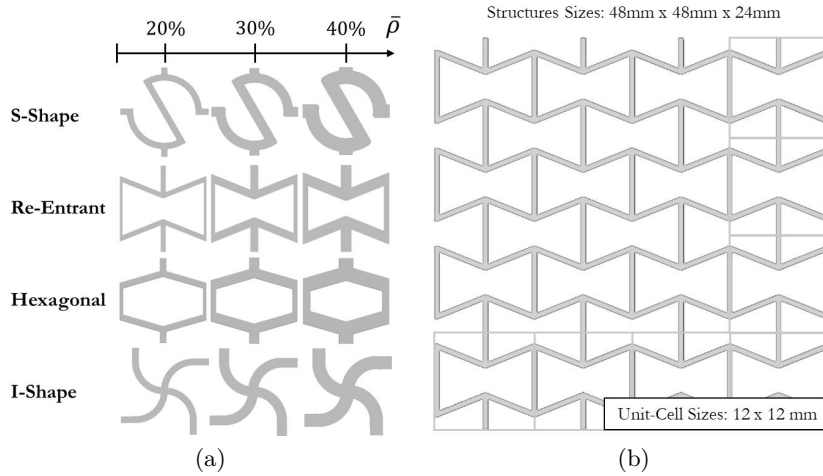 20% 30% 40% ρ̄
S-Shape
Re-Entrant
Hexagonal
I-Shape
(a)
Structures Sizes: 48mm x 48mm x 24mm
Unit-Cell Sizes: 12 x 12 mm
(b)